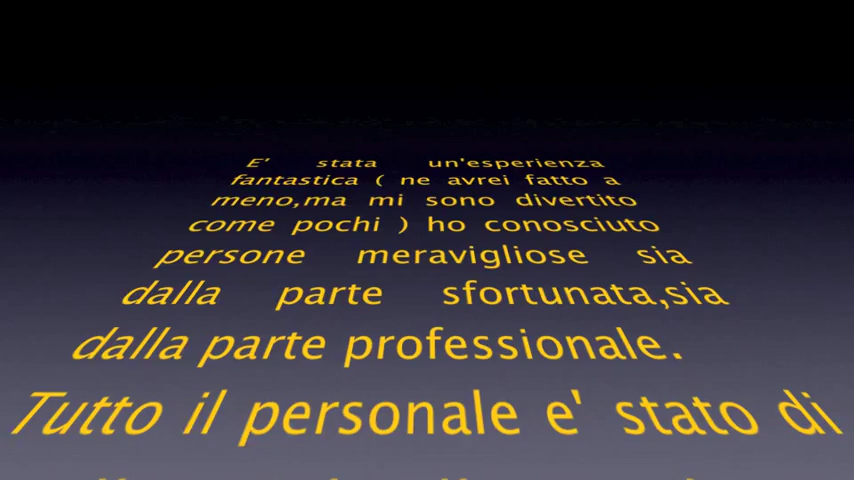 E' stata un'esperienza
fantastica ( ne avrei fatto a
meno,ma mi sono divertito
come pochi ) ho conosciuto
persone meravigliose sia
dalla parte sfortunata,sia
dalla parte professionale.
Tutto il personale e' stato di